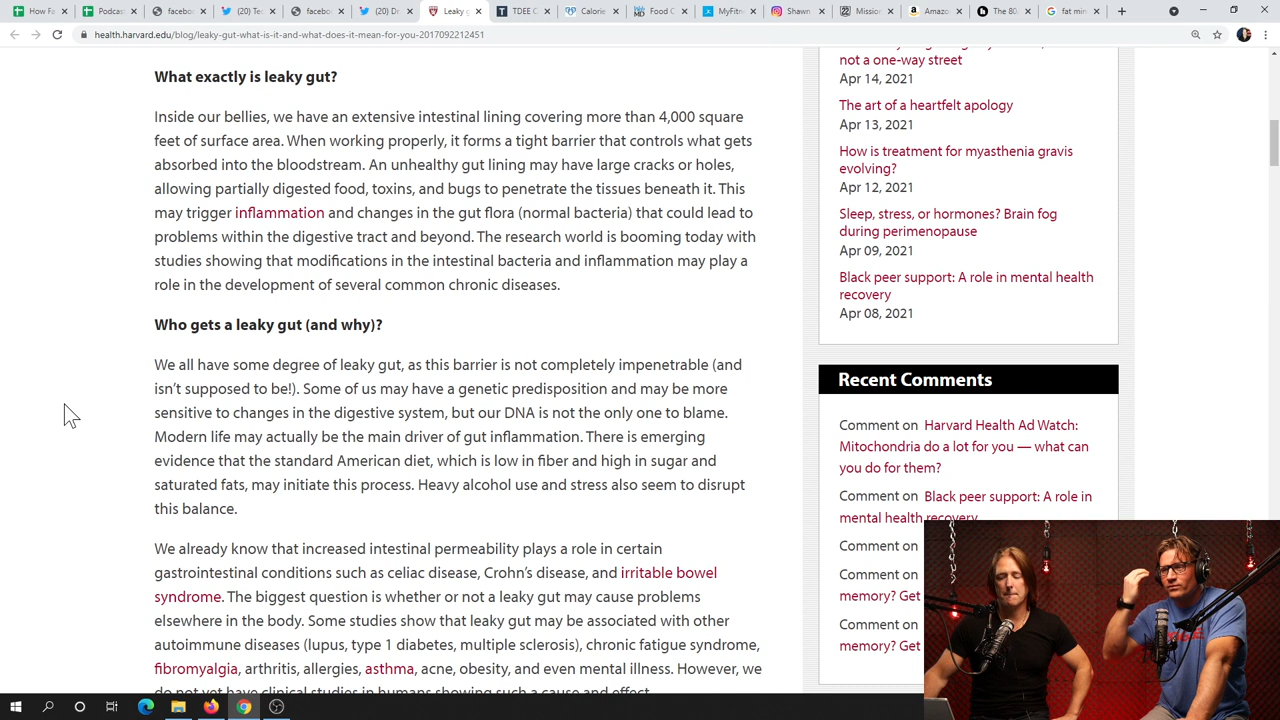 How Fa
Photo C
faceboo
(20) Tec
faceboo
(20) Dr.
Leaky g
TDEE C
Calorie
Food C
MyFitne
Shawn
Mission
Amazo
The 80,
fat mini
health.harvard.edu/blog/leaky-gut-what-is-it-and-what-does-it-mean-for-you-2017092212451
What exactly is leaky gut?
Inside our bellies, we have an extensive intestinal lining covering more than 4,000 square
feet of surface area. When working properly, it forms a tight barrier that controls what gets
absorbed into the bloodstream. An unhealthy gut lining may have large cracks or holes,
allowing partially digested food, toxins, and bugs to penetrate the tissues beneath it. This
may trigger inflammation and changes in the gut flora (normal bacteria) that could lead to
problems within the digestive tract and beyond. The research world is booming today with
studies showing that modifications in the intestinal bacteria and inflammation may play a
role in the development of several common chronic diseases.
Who gets a leaky gut (and why)?
We all have some degree of leaky gut, as this barrier is not completely impenetrable (and
isn't supposed to be!). Some of us may have a genetic predisposition and may be more
sensitive to changes in the digestive system, but our DNA is not the only one to blame.
Modern life may actually be the main driver of gut inflammation. There is emerging
evidence that the standard American diet, which is low in fiber and high in sugar and
saturated fats, may initiate this process. Heavy alcohol use and stress also seem to disrupt
this balance.
We already know that increased intestinal permeability plays a role in certain
gastrointestinal conditions such as celiac disease, Crohn's disease, and irritable bowel
syndrome. The biggest question is whether or not a leaky gut may cause problems
elsewhere in the body. Some studies show that leaky gut may be associated with other
autoimmune diseases (lupus, type 1 diabetes, multiple sclerosis), chronic fatigue syndrome,
fibromyalgia, arthritis, allergies, asthma, acne, obesity, and even mental illness. However, we
do not yet have clinical studies in humans showing such a cause and effect.
not a one-way street
Apr 14, 2021
The art of a heartfelt apology
Apr 13, 2021
How is treatment for myasthenia gravis
evolving?
Apr 12, 2021
Sleep, stress, or hormones? Brain fog
during perimenopause
Apr 09, 2021
Black peer support: A role in mental health
recovery
Apr 08, 2021
Recent Comments
Comment on Harvard Health Ad Watch:
Mitochondria do a lot for you — what can
you do for them?
Comment on Black peer support: A role in
mental health recovery
Comment on
Comment on
memory? Get
Comment on
memory? Get